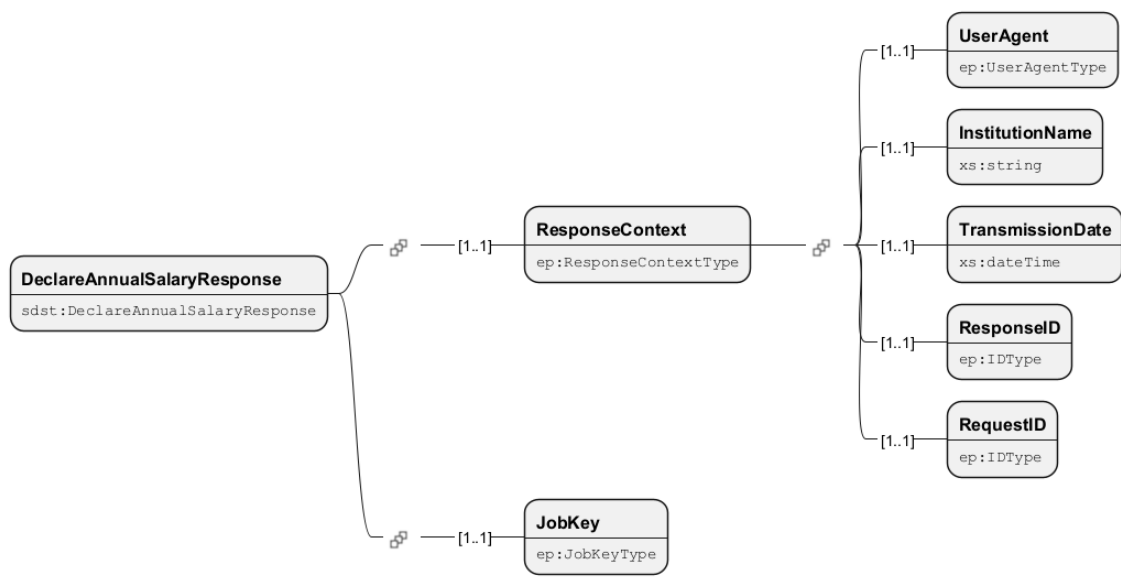 UserAgent
[1..1]
ep:UserAgentType
InstitutionName
[1..1]
xs:string
ResponseContext
[1..1]
ep:ResponseContextType
TransmissionDate
[1..1]
xs:dateTime
DeclareAnnualSalaryResponse
sdst:DeclareAnnualSalaryResponse
ResponseID
[1..1]
ep:IDType
RequestID
[1..1]
ep:IDType
JobKey
[1..1]
ep:JobKeyType